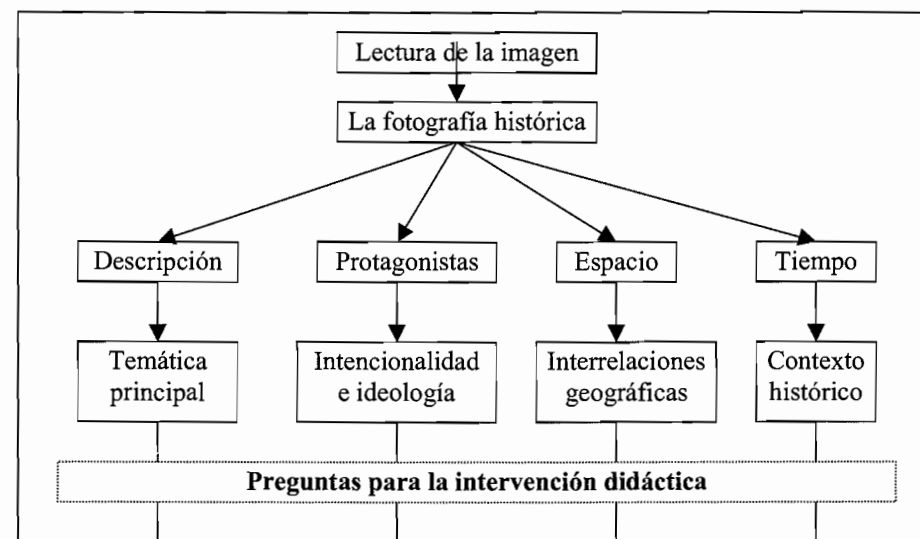 Lectura de la imagen
La fotografía histórica
Descripción
Protagonistas
Espacio
Tiempo
Temática
principal
Intencionalidad
e ideología
Interrelaciones
geográficas
Contexto
histórico
Preguntas para la intervención didáctica